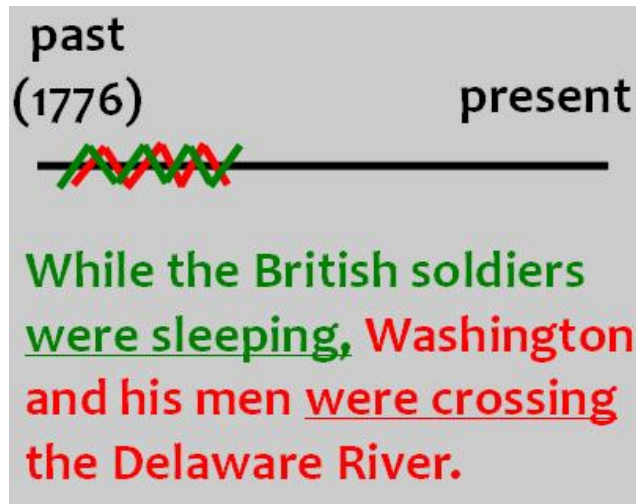 past
(1776) present
While the British soldiers
were sleeping, Washington
and his men were crossing
the Delaware River.